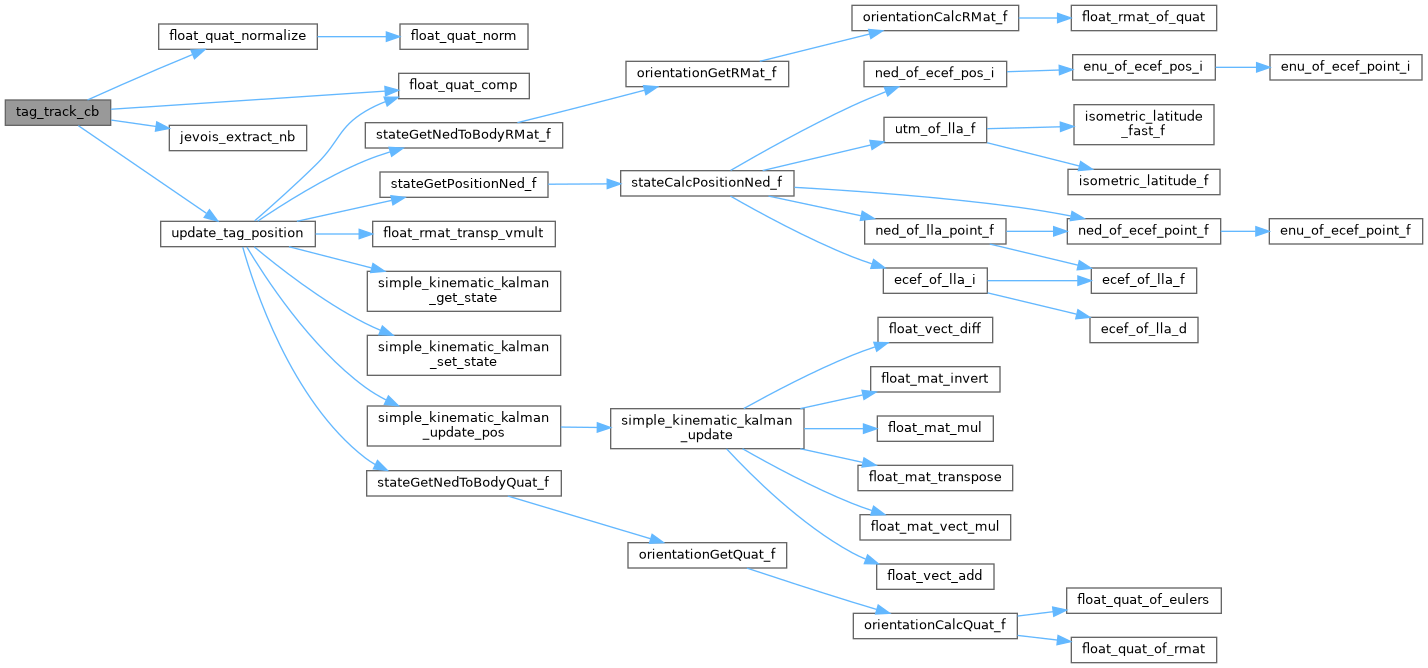 tag_track_cb
float_quat_normalize
float_quat_norm
float_quat_comp
jevois_extract_nb
update_tag_position
stateGetNedToBodyRMat_f
orientationGetRMat_f
orientationCalcRMat_f
float_rmat_of_quat
stateGetPositionNed_f
stateCalcPositionNed_f
ned_of_ecef_pos_i
enu_of_ecef_pos_i
enu_of_ecef_point_i
utm_of_lla_f
isometric_latitude
_fast_f
isometric_latitude_f
ned_of_lla_point_f
ned_of_ecef_point_f
enu_of_ecef_point_f
ecef_of_lla_i
ecef_of_lla_f
ecef_of_lla_d
float_rmat_transp_vmult
simple_kinematic_kalman
_get_state
simple_kinematic_kalman
_set_state
simple_kinematic_kalman
_update_pos
simple_kinematic_kalman
_update
float_vect_diff
float_mat_invert
float_mat_mul
float_mat_transpose
float_mat_vect_mul
float_vect_add
stateGetNedToBodyQuat_f
orientationGetQuat_f
orientationCalcQuat_f
float_quat_of_eulers
float_quat_of_rmat